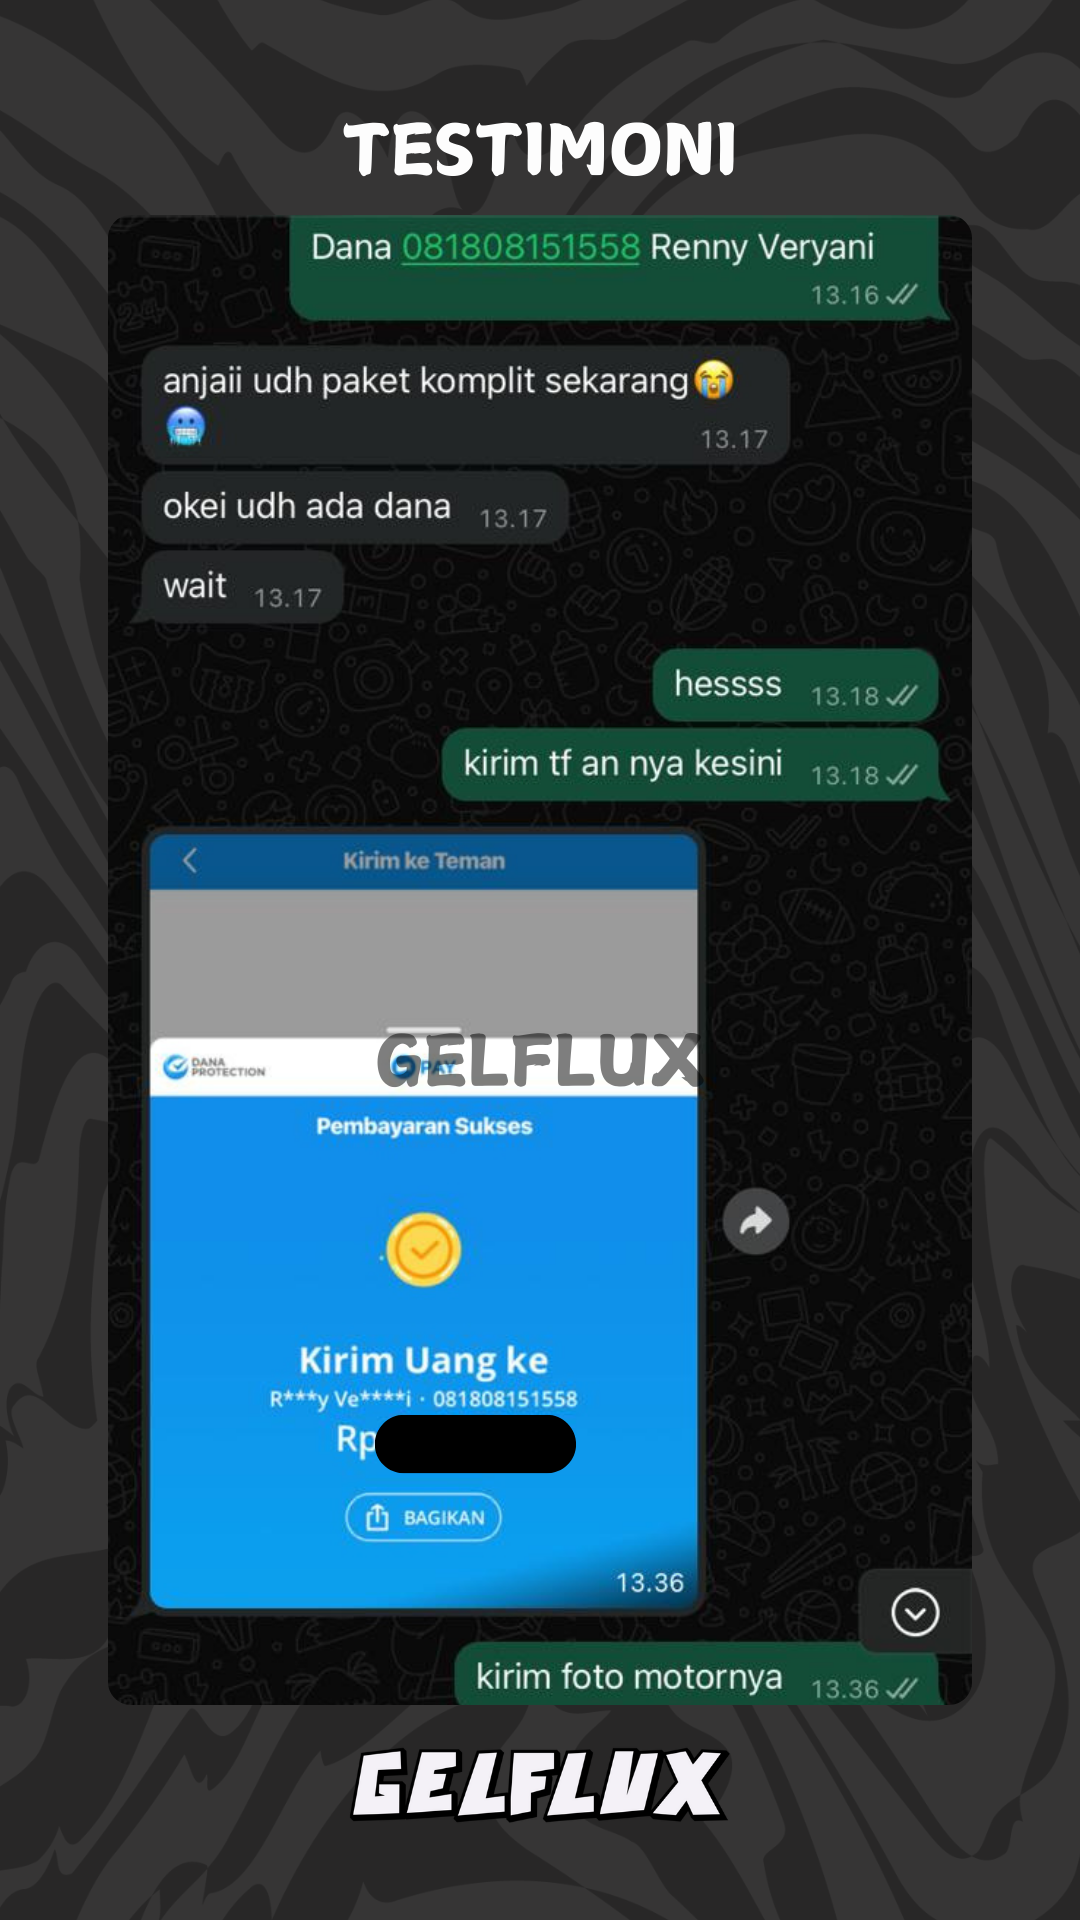 TESTIMONI
Dana 081808151558 Renny Veryani
13.16
anjaii udh paket komplit sekarang😭
🥶
13.17
okei udh ada dana 13.17
wait 13.17
hessss 13.18
kirim tf an nya kesini 13.18
Kirim ke Teman
DANA
PROTECTION
PAY
GELFLUX
Pembayaran Sukses
Kirim Uang ke
R***y Ve****i · 081808151558
Rp
BAGIKAN
13.36
kirim foto motornya 13.36
GELFLUX